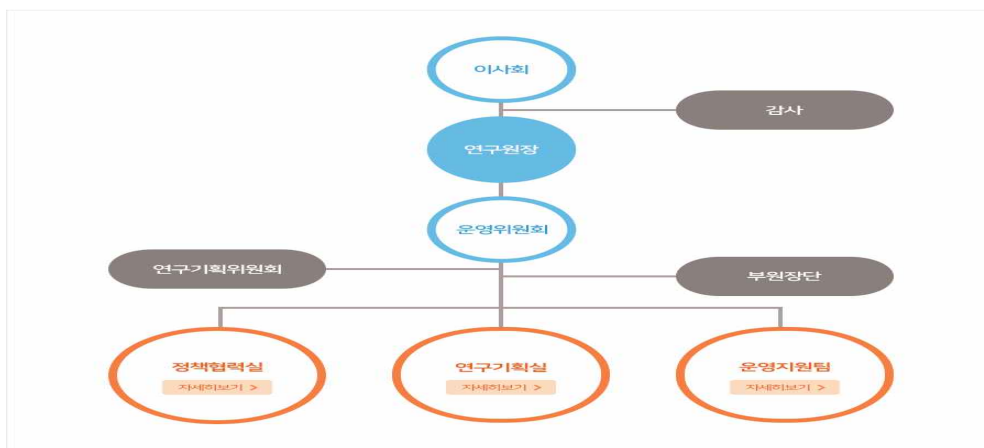 이사회
감사
연구원장
운영위원회
연구기획위원회
부원장단
정책협력실
자세히보기 >
연구기획실
자세히보기 >
운영지원팀
자세히보기 >